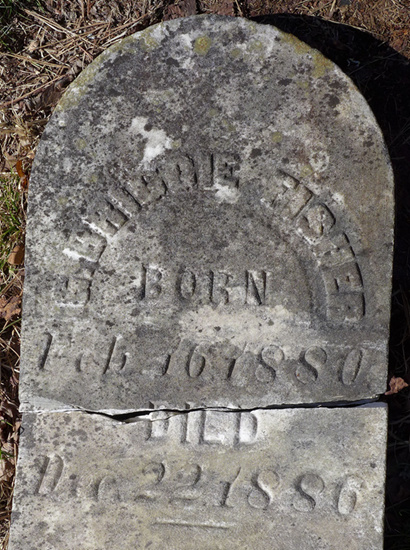 FISHER
BORN
Feb 16 1880
DIED
Dec. 22, 1886